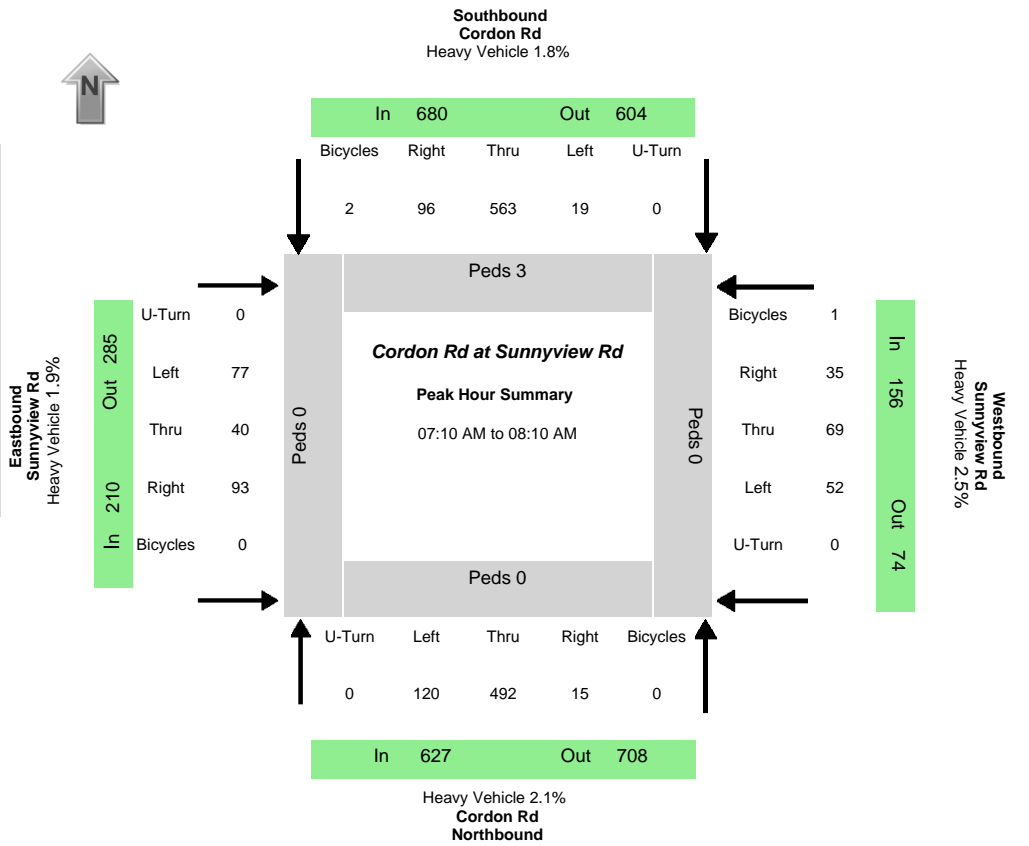 Southbound
Cordon Rd
Heavy Vehicle 1.8%
N
In 680 Out 604
Bicycles Right Thru Left U-Turn
2 96 563 19 0
Peds 3
U-Turn 0
Left 77
Thru 40
Right 93
Bicycles 0
Out 285
In 210
Eastbound
Sunnyview Rd
Heavy Vehicle 1.9%
Peds 0
Cordon Rd at Sunnyview Rd
Peak Hour Summary
07:10 AM to 08:10 AM
Peds 0
Bicycles 1
Right 35
Thru 69
Left 52
U-Turn 0
In 156
Out 74
Westbound
Sunnyview Rd
Heavy Vehicle 2.5%
Peds 0
U-Turn Left Thru Right Bicycles
0 120 492 15 0
In 627 Out 708
Heavy Vehicle 2.1%
Cordon Rd
Northbound